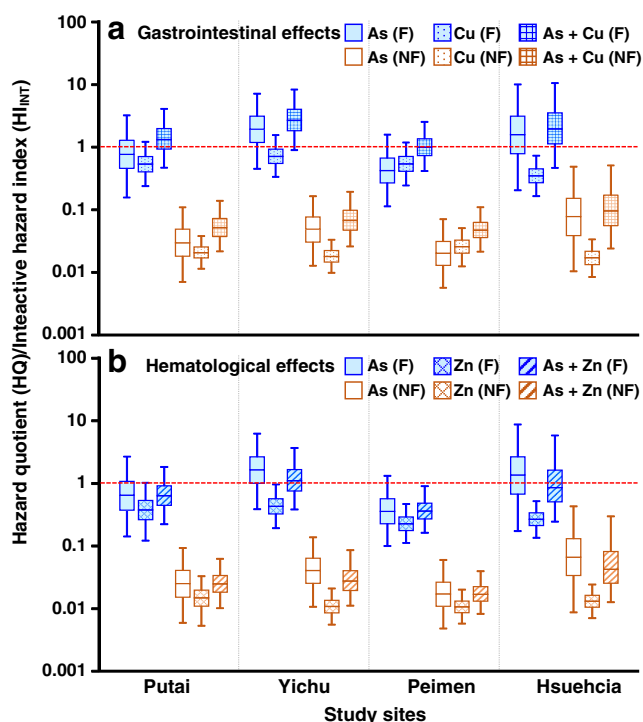 a Gastrointestinal effects
As (F) Cu (F) As + Cu (F)
As (NF) Cu (NF) As + Cu (NF)
100
10
1
0.1
0.01
0.001
b Hematological effects
As (F) Zn (F) As + Zn (F)
As (NF) Zn (NF) As + Zn (NF)
100
10
1
0.1
0.01
0.001
Hazard quotient (HQ)/Inteactive hazard index (HI_INT)
Putai Yichu Peimen Hsuehcia
Study sites